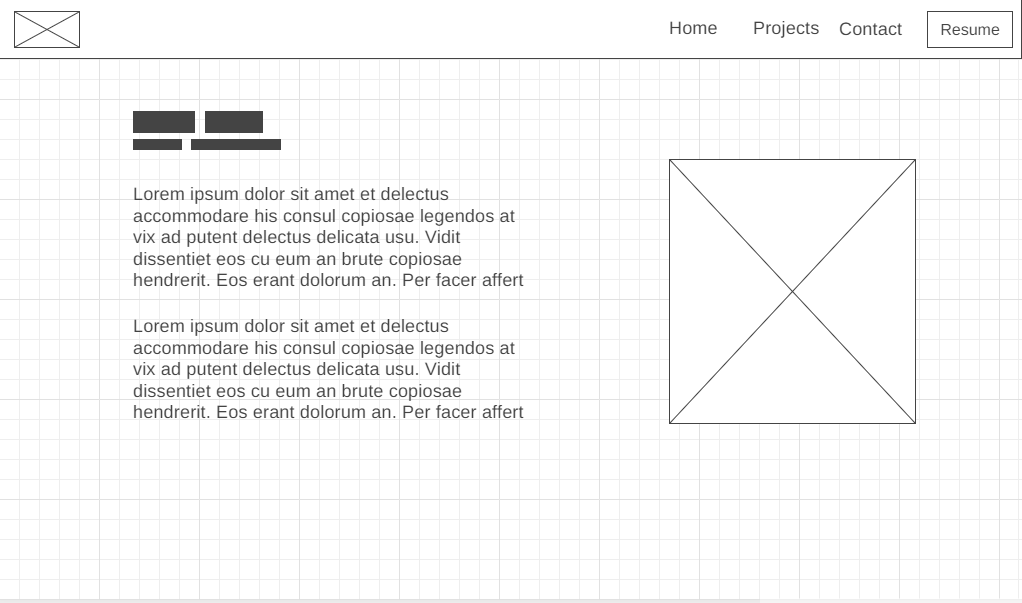 Home Projects Contact Resume
Lorem ipsum dolor sit amet et delectus
accommodare his consul copiosae legendos at
vix ad putent delectus delicata usu. Vidit
dissentiet eos cu eum an brute copiosae
hendrerit. Eos erant dolorum an. Per facer affert
Lorem ipsum dolor sit amet et delectus
accommodare his consul copiosae legendos at
vix ad putent delectus delicata usu. Vidit
dissentiet eos cu eum an brute copiosae
hendrerit. Eos erant dolorum an. Per facer affert